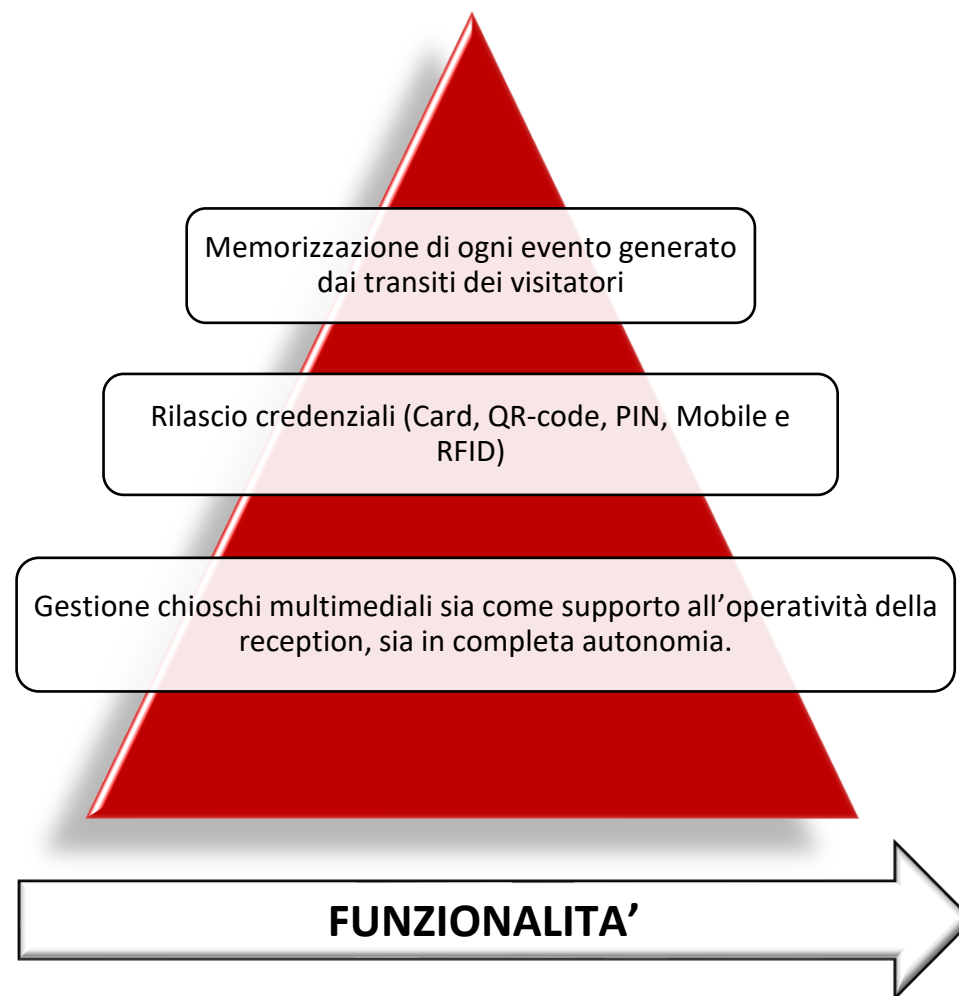 Memorizzazione di ogni evento generato
dai transiti dei visitatori
Rilascio credenziali (Card, QR-code, PIN, Mobile e
RFID)
Gestione chioschi multimediali sia come supporto all’operatività della
reception, sia in completa autonomia.
FUNZIONALITA’